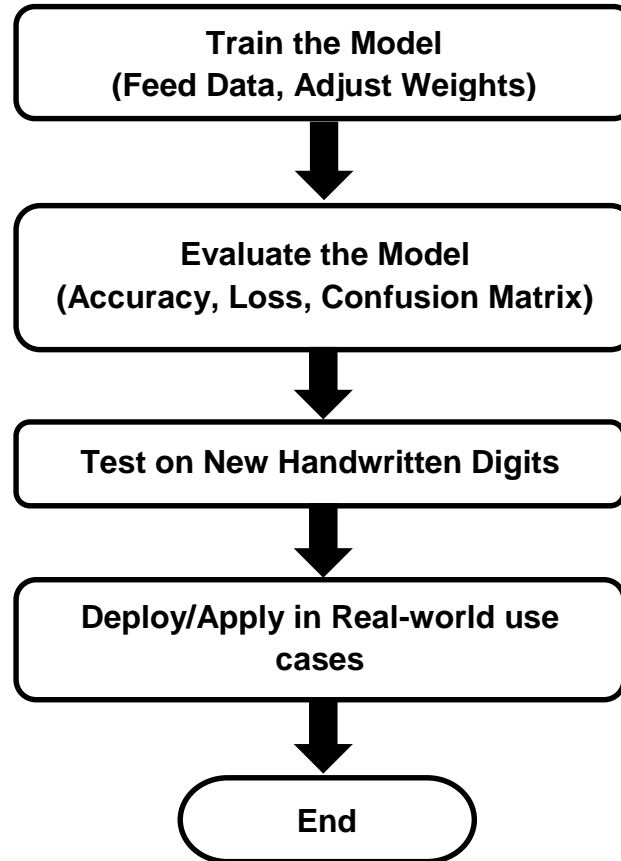 Train the Model
(Feed Data, Adjust Weights)
Evaluate the Model
(Accuracy, Loss, Confusion Matrix)
Test on New Handwritten Digits
Deploy/Apply in Real-world use
cases
End